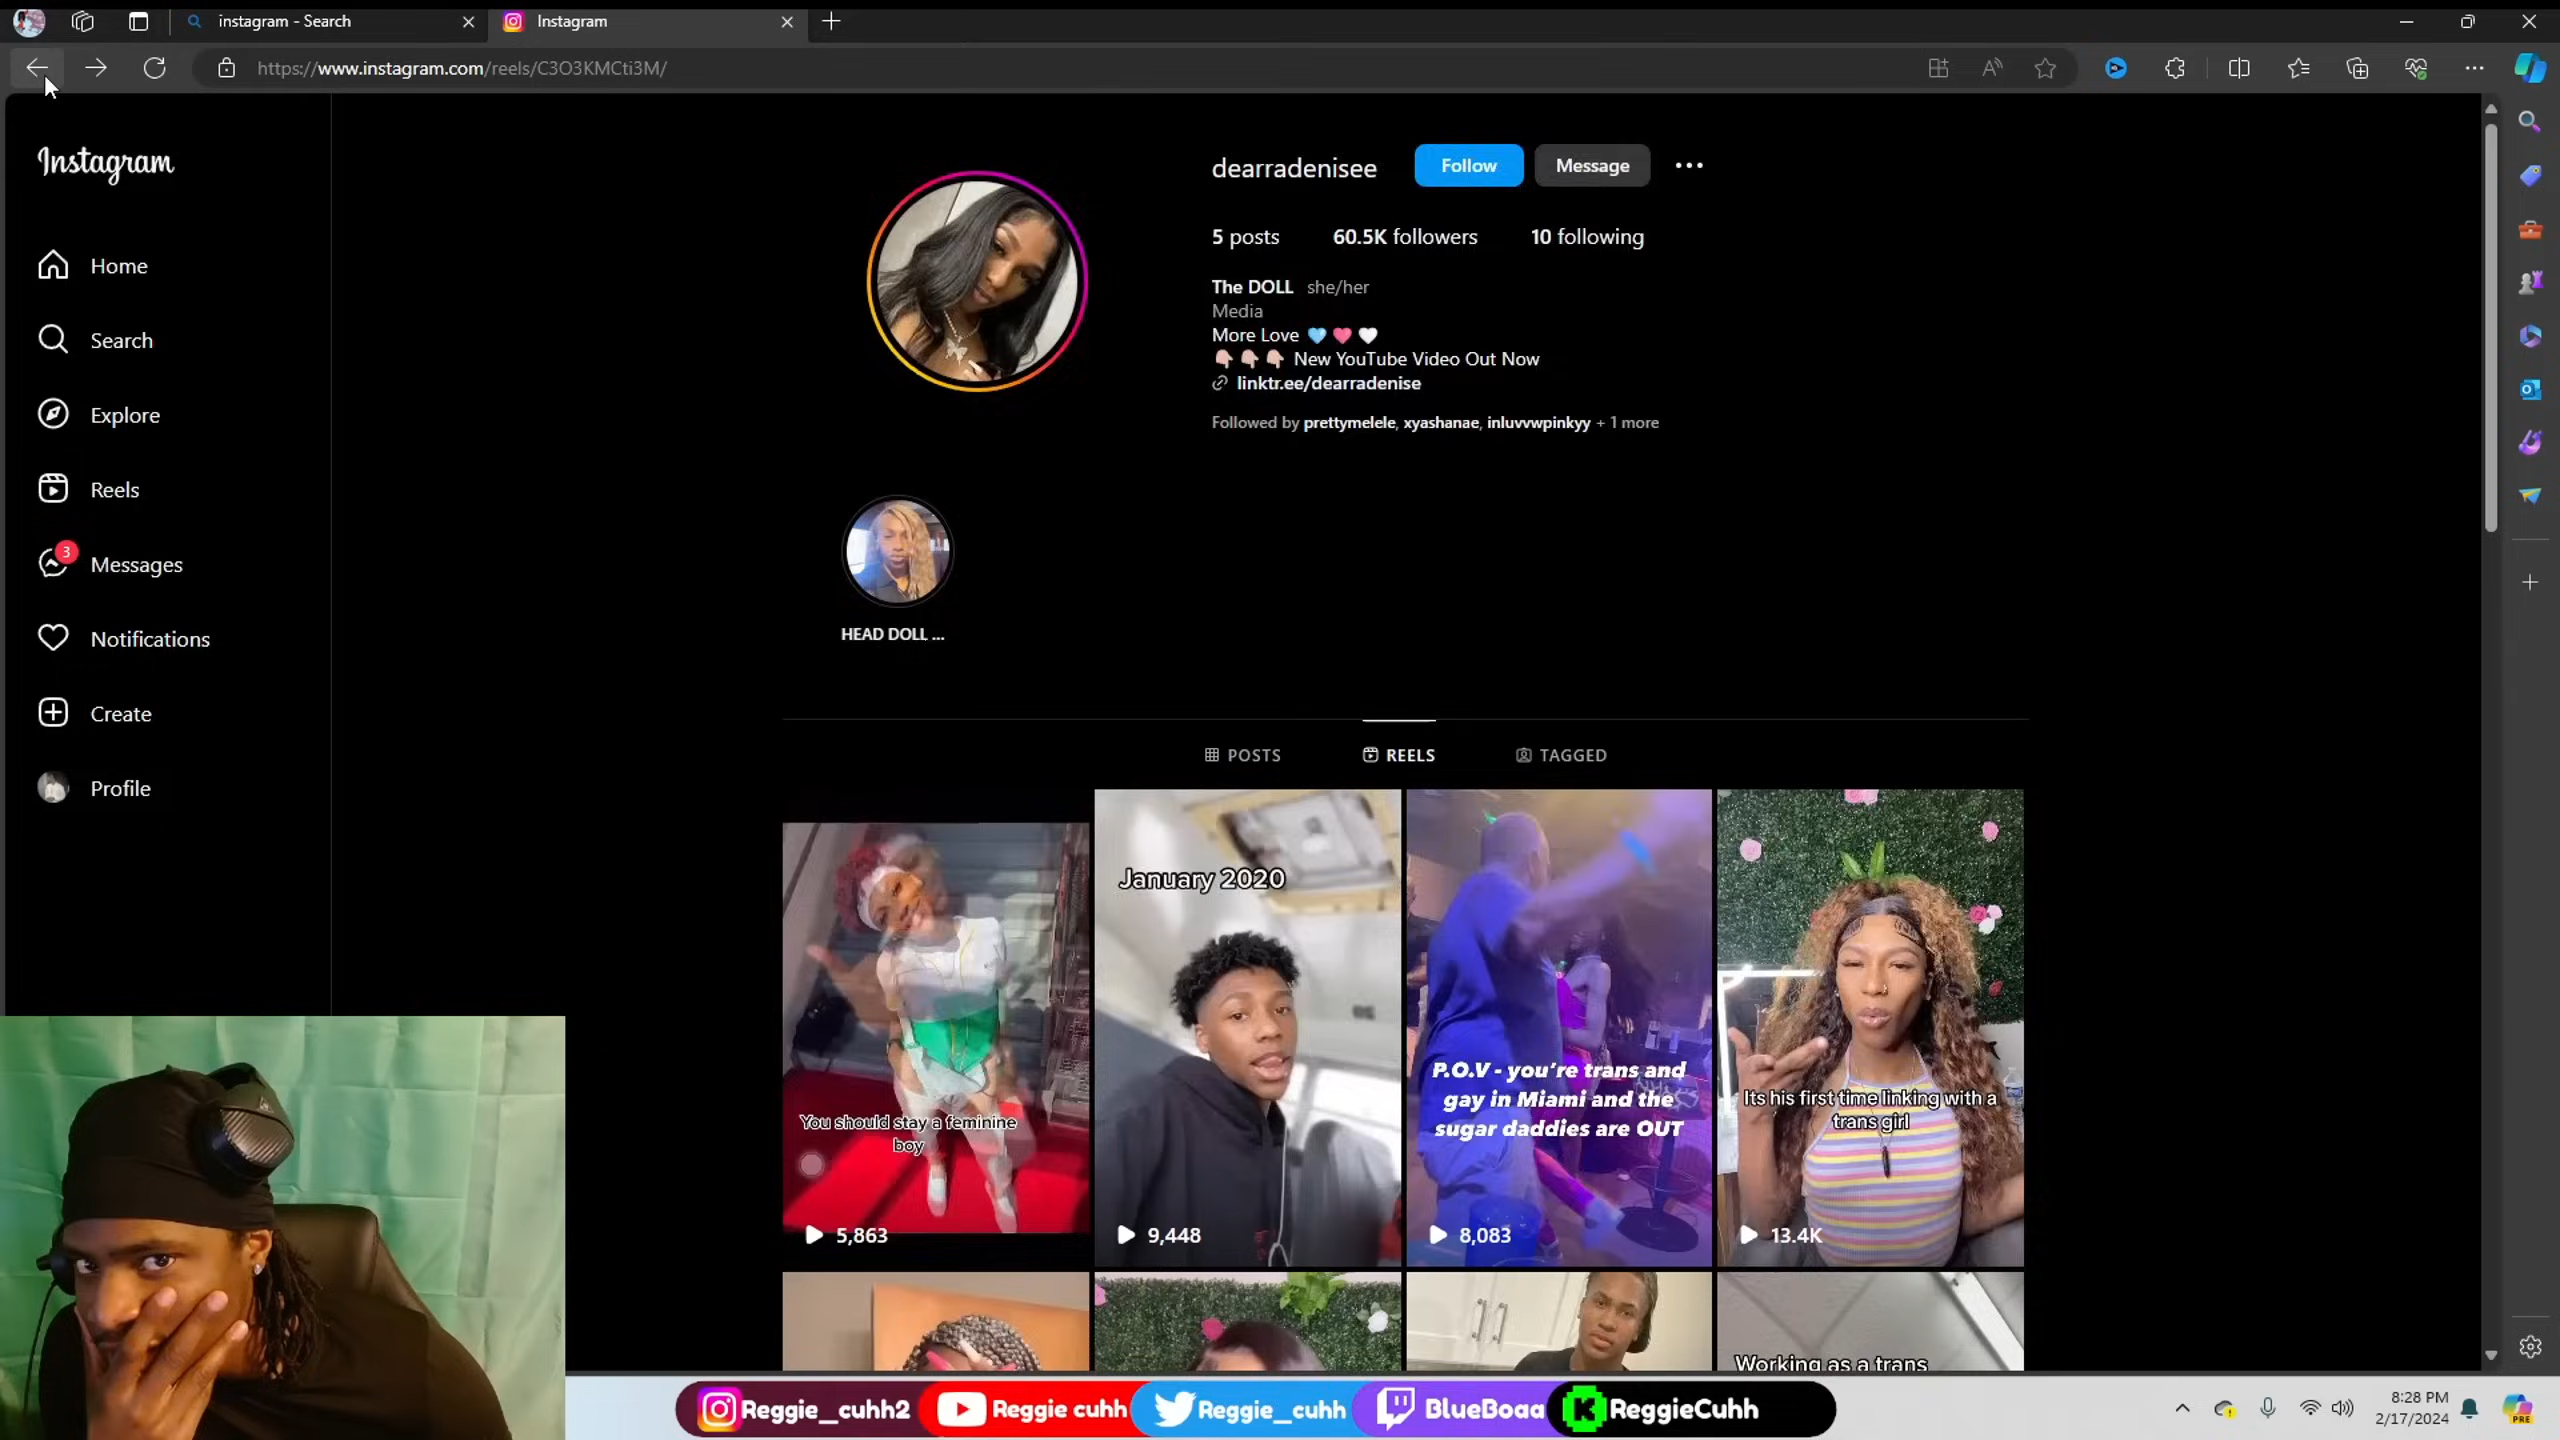 instagram - Search
Instagram
https://www.instagram.com/reels/C3O3KMCti3M/
Instagram
Home
Search
Explore
Reels
3
Messages
Notifications
Create
Profile
dearradenisee
Follow
Message
5 posts
60.5K followers
10 following
The DOLL she/her
Media
More Love 🩵 🩷 🤍
👇🏼 👇🏼 👇🏼 New YouTube Video Out Now
linktr.ee/dearradenise
Followed by prettymelele, xyashanae, inluvvwpinkyy + 1 more
HEAD DOLL ...
POSTS
REELS
TAGGED
You should stay a feminine
boy
5,863
January 2020
9,448
P.O.V - you're trans and
gay in Miami and the
sugar daddies are OUT
8,083
Its his first time linking with a
trans girl
13.4K
Working as a trans
Reggie_cuhh2
Reggie cuhh
Reggie_cuhh
BlueBoaa
ReggieCuhh
8:28 PM
2/17/2024
PRE